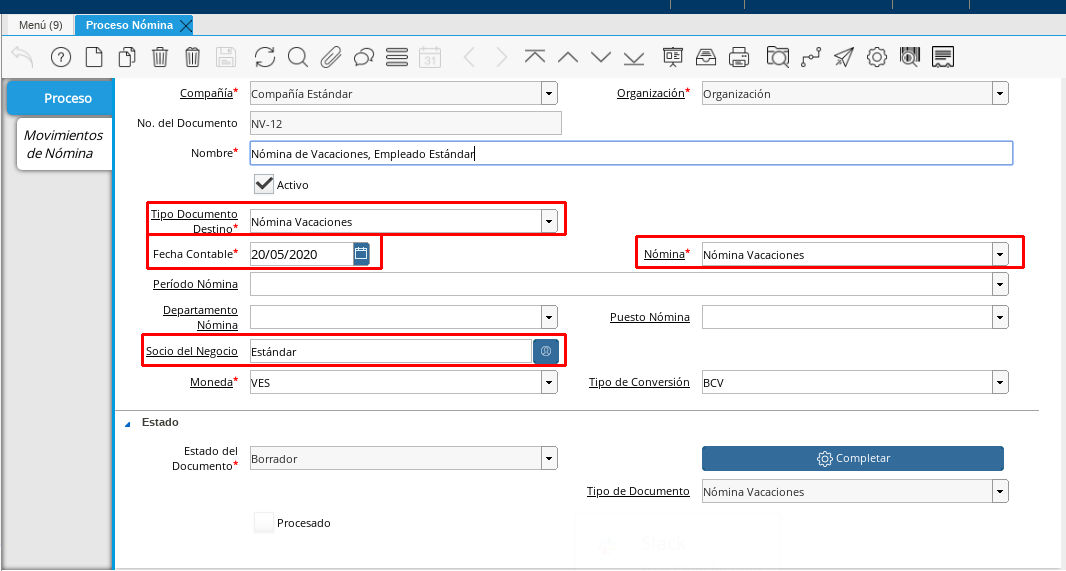 Menú (9) Proceso Nómina
31
Proceso
Movimientos
de Nómina
Compañía* Compañía Estándar Organización* Organización
No. del Documento NV-12
Nombre* Nómina de Vacaciones, Empleado Estándar
Activo
Tipo Documento
Destino* Nómina Vacaciones
Fecha Contable* 20/05/2020 Nómina* Nómina Vacaciones
Período Nómina
Departamento
Nómina Puesto Nómina
Socio del Negocio Estándar
Moneda* VES Tipo de Conversión BCV
Estado
Estado del
Documento* Borrador Completar
Tipo de Documento Nómina Vacaciones
Procesado